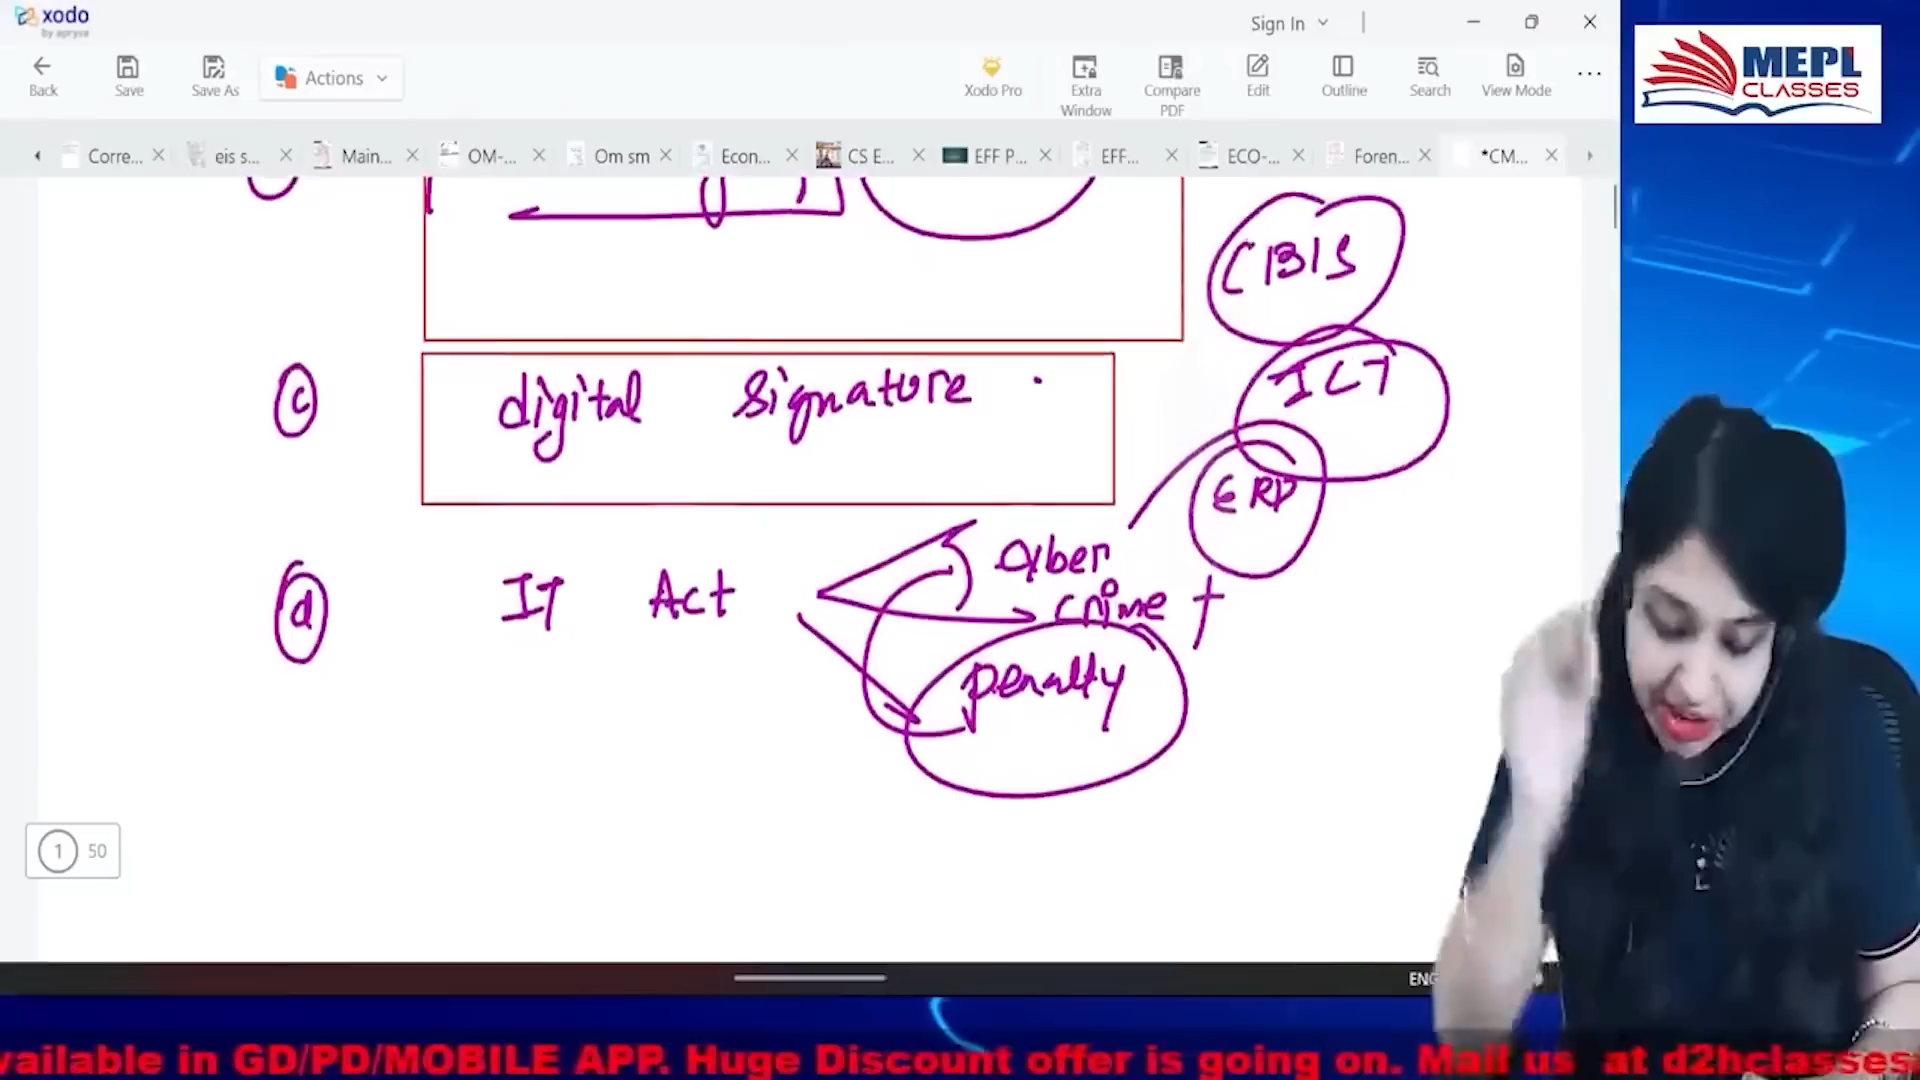 xodo
by apryse
Sign In
Back
Save
Save As
Actions
Xodo Pro
Extra Window
Compare PDF
Edit
Outline
Search
View Mode
MEPL
CLASSES
Corre...
eis s...
Main...
OM-...
Om sm
Econ...
CS E...
EFF P...
EFF...
ECO-...
Foren...
*CM...
CBIS
ICT
ERP
c digital signature
d IT Act
Cyber
crime
penalty
1 50
ENG
vailable in GD/PD/MOBILE APP. Huge Discount offer is going on. Mail us at d2hclasses